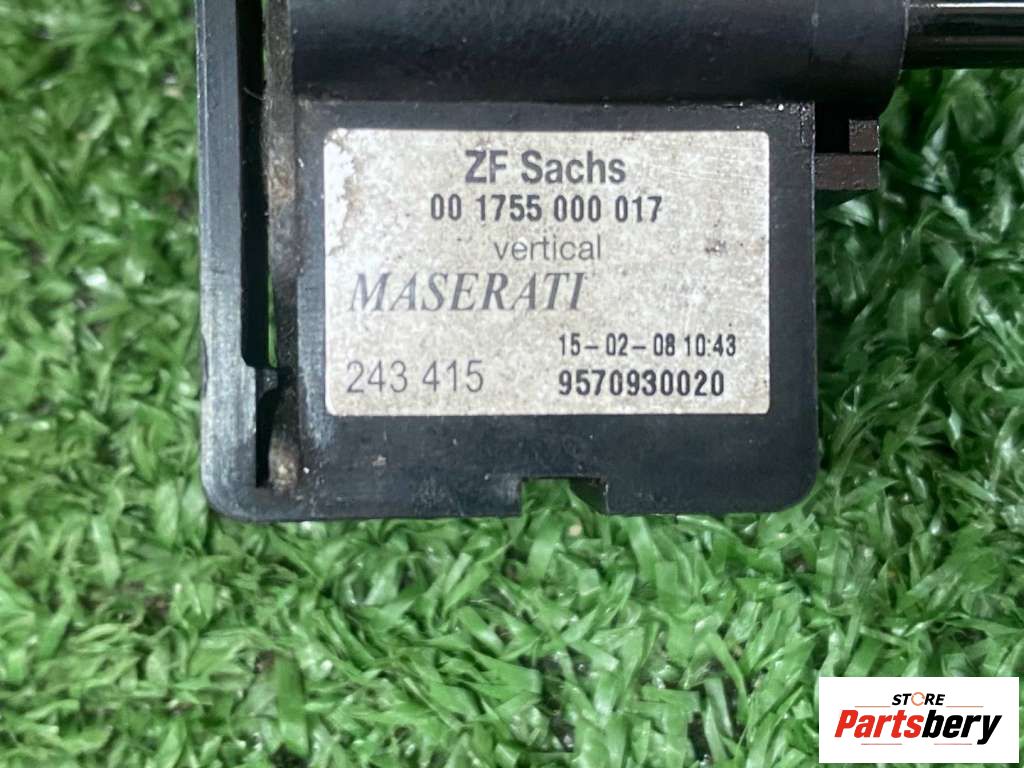 ZF Sachs
00 1755 000 017
vertical
MASERATI
15-02-08 10:43
243 415
9570930020
STORE
Partsbery